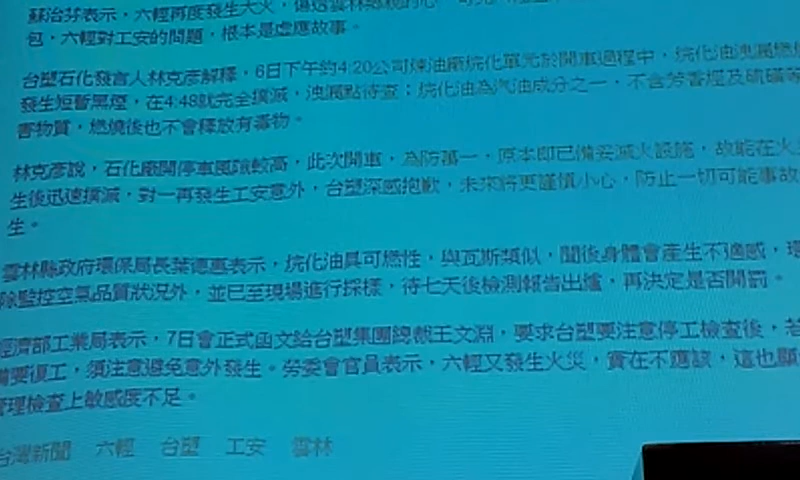 蘇治芬表示，六輕再度發生大火，傷透雲林鄉親的心，
包，六輕對工安的問題，根本是虛應故事。
台塑石化發言人林克彥解釋，6日下午約4:20公司煉油廠烷化單元於開車過程中，烷化油洩漏燃燒
發生短暫黑煙，在4:48就完全撲滅，洩漏點待查；烷化油為汽油成分之一，不含芳香烴及硫磺等
害物質，燃燒後也不會釋放有毒物。
林克彥說，石化廠開停車風險較高，此次開車，為防萬一，原本即已備妥滅火設施，故能在火災
生後迅速撲滅，對一再發生工安意外，台塑深感抱歉，未來將更謹慎小心，防止一切可能事故
生。
雲林縣政府環保局長葉德惠表示，烷化油具可燃性，與瓦斯類似，聞後身體會產生不適感，環
除監控空氣品質狀況外，並已至現場進行採樣，待七天後檢測報告出爐，再決定是否開罰。
經濟部工業局表示，7日會正式函文給台塑集團總裁王文淵，要求台塑要注意停工檢查後，若
備要復工，須注意避免意外發生。勞委會官員表示，六輕又發生火災，實在不應該，這也顯
管理檢查上敏感度不足。
台灣新聞 六輕 台塑 工安 雲林